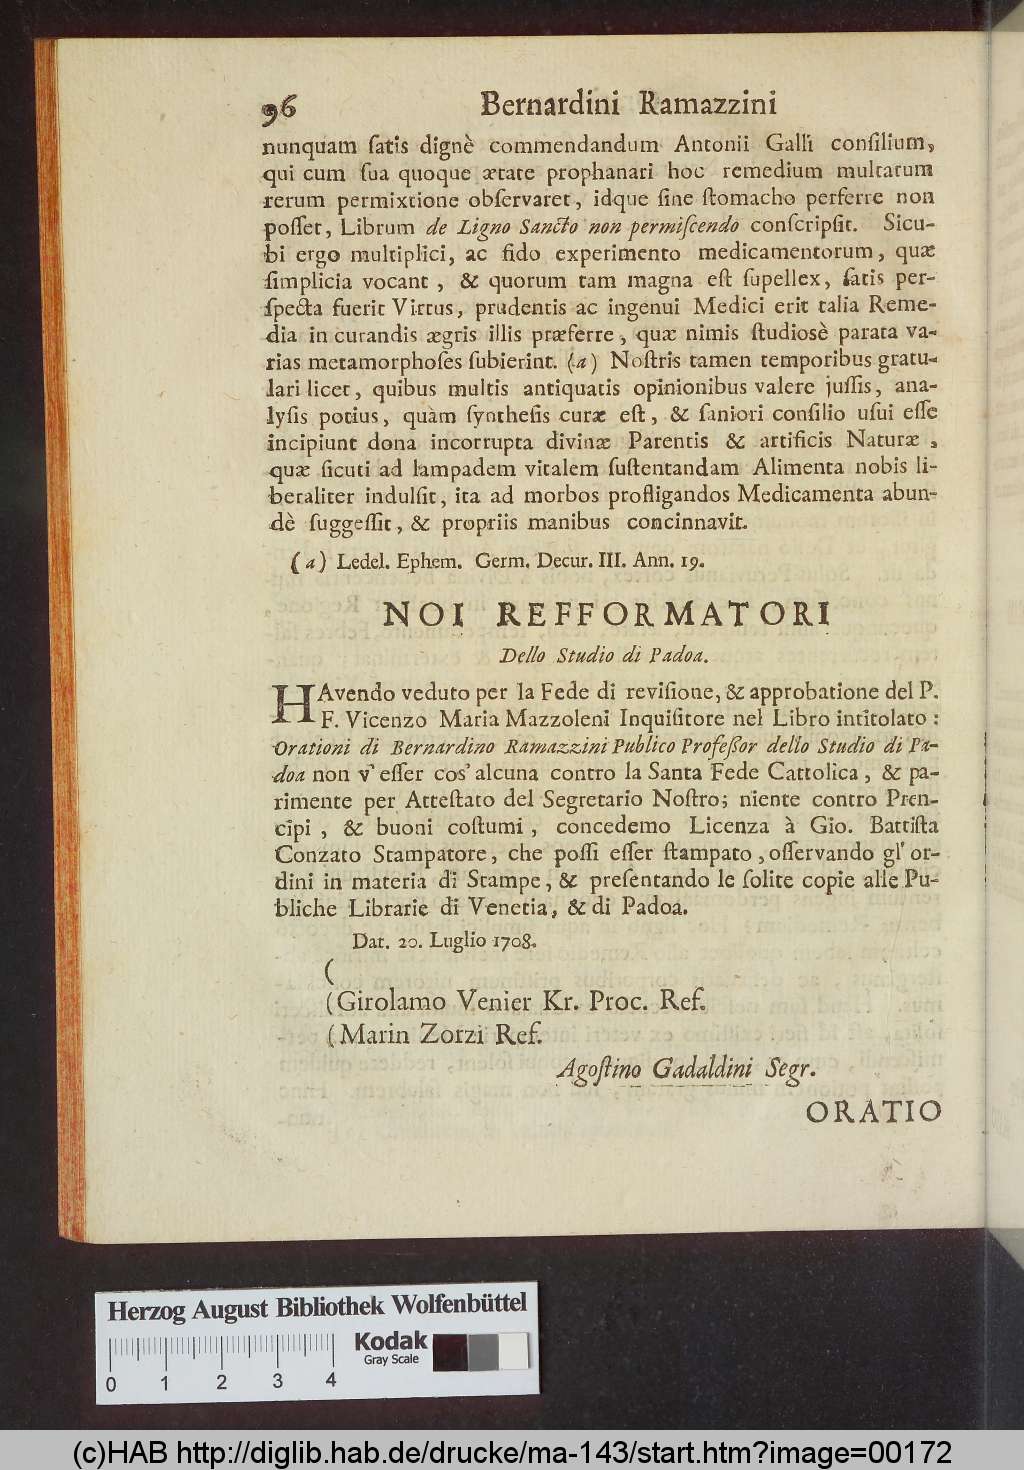 96 Bernardini Ramazzini
nunquam ſatis dignè commendandum Antonii Galli conſilium,
qui cum ſua quoque ætate prophanari hoc remedium multarum
rerum permixtione obſervaret, idque ſine ſtomacho perferre non
poſſet, Librum de Ligno Sancto non permiſcendo conſcripſit. Sicu-
bi ergo multiplici, ac fido experimento medicamentorum, quæ
ſimplicia vocant, & quorum tam magna eſt ſupellex, ſatis per-
ſpecta fuerit Virtus, prudentis ac ingenui Medici erit talia Reme-
dia in curandis ægris illis præferre, quæ nimis ſtudiosè parata va-
rias metamorphoſes ſubierint. (a) Noſtris tamen temporibus gratu-
lari licet, quibus multis antiquatis opinionibus valere juſſis, ana-
lyſis potius, quàm ſyntheſis curæ eſt, & ſaniori conſilio uſui eſſe
incipiunt dona incorrupta divinæ Parentis & artificis Naturæ,
quæ ſicuti ad lampadem vitalem ſuſtentandam Alimenta nobis li-
beraliter indulſit, ita ad morbos profligandos Medicamenta abun-
dè ſuggeſſit, & propriis manibus concinnavit.
(a) Ledel. Ephem. Germ. Decur. III. Ann. 19.
NOI REFFORMATORI
Dello Studio di Padoa.
HAvendo veduto per la Fede di reviſione, & approbatione del P.
F. Vicenzo Maria Mazzoleni Inquiſitore nel Libro intitolato:
Orationi di Bernardino Ramazzini Publico Profeſſor dello Studio di Pa-
doa non v' eſſer cos' alcuna contro la Santa Fede Cattolica, & pa-
rimente per Atteſtato del Segretario Noſtro; niente contro Pren-
cipi, & buoni coſtumi, concedemo Licenza à Gio. Battiſta
Conzato Stampatore, che poſſi eſſer ſtampato, oſſervando gl' or-
dini in materia di Stampe, & preſentando le ſolite copie alle Pu-
bliche Librarie di Venetia, & di Padoa.
Dat. 20. Luglio 1708.
(
(Girolamo Venier Kr. Proc. Ref.
(Marin Zorzi Ref.
Agoſtino Gadaldini Segr.
ORATIO
Herzog August Bibliothek Wolfenbüttel
Kodak
Gray Scale
0 1 2 3 4
(c)HAB http://diglib.hab.de/drucke/ma-143/start.htm?image=00172